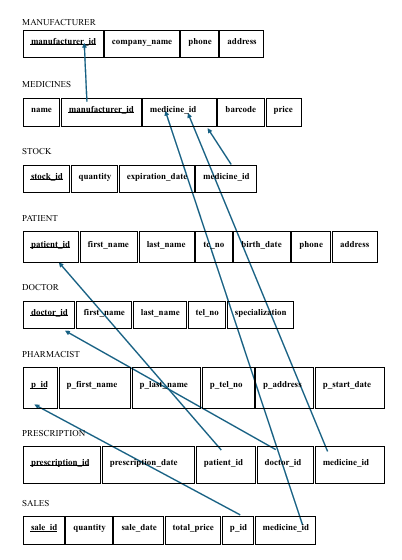 MANUFACTURER
manufacturer_id company_name phone address
MEDICINES
name manufacturer_id medicine_id barcode price
STOCK
stock_id quantity expiration_date medicine_id
PATIENT
patient_id first_name last_name tc_no birth_date phone address
DOCTOR
doctor_id first_name last_name tel_no specialization
PHARMACIST
p_id p_first_name p_last_name p_tel_no p_address p_start_date
PRESCRIPTION
prescription_id prescription_date patient_id doctor_id medicine_id
SALES
sale_id quantity sale_date total_price p_id medicine_id